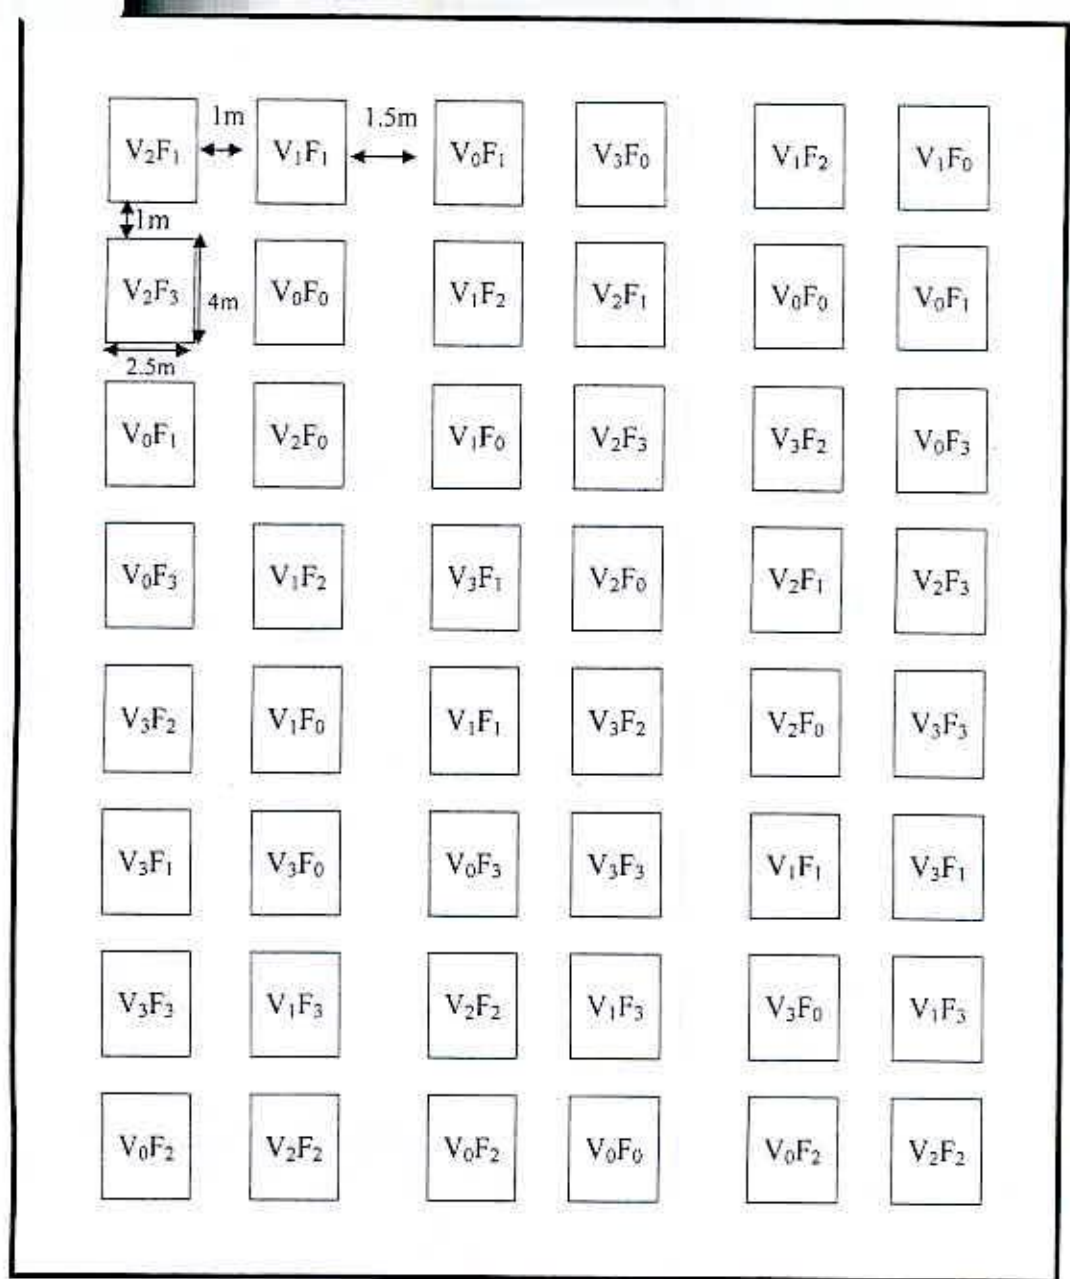 1m 1.5m
V₂F₁ V₁F₁ V₀F₁ V₃F₀ V₁F₂ V₁F₀
1m
V₂F₃ 4m V₀F₀ V₁F₂ V₂F₁ V₀F₀ V₀F₁
2.5m
V₀F₁ V₂F₀ V₁F₀ V₂F₃ V₃F₂ V₀F₃
V₀F₃ V₁F₂ V₃F₁ V₂F₀ V₂F₁ V₂F₃
V₃F₂ V₁F₀ V₁F₁ V₃F₂ V₂F₀ V₃F₃
V₃F₁ V₃F₀ V₀F₃ V₃F₃ V₁F₁ V₃F₁
V₃F₃ V₁F₃ V₂F₂ V₁F₃ V₃F₀ V₁F₃
V₀F₂ V₂F₂ V₀F₂ V₀F₀ V₀F₂ V₂F₂